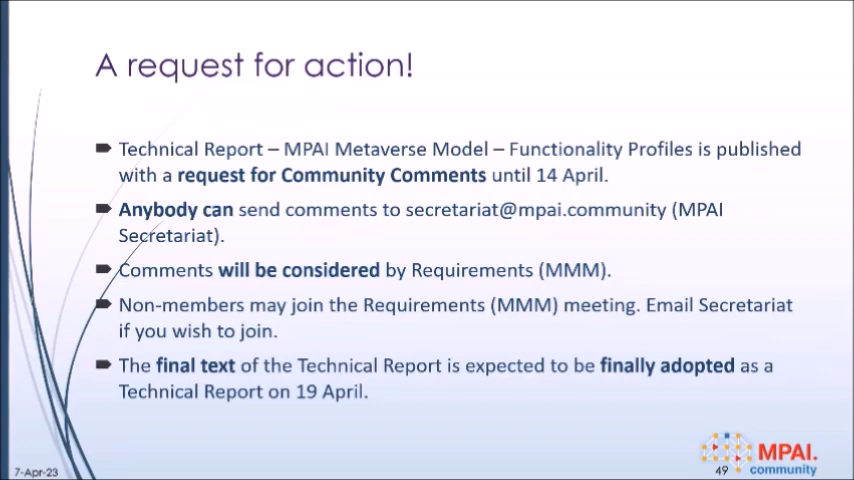 A request for action!
Technical Report – MPAI Metaverse Model – Functionality Profiles is published
with a request for Community Comments until 14 April.
Anybody can send comments to secretariat@mpai.community (MPAI
Secretariat).
Comments will be considered by Requirements (MMM).
Non-members may join the Requirements (MMM) meeting. Email Secretariat
if you wish to join.
The final text of the Technical Report is expected to be finally adopted as a
Technical Report on 19 April.
7-Apr-23
49
MPAI.
community